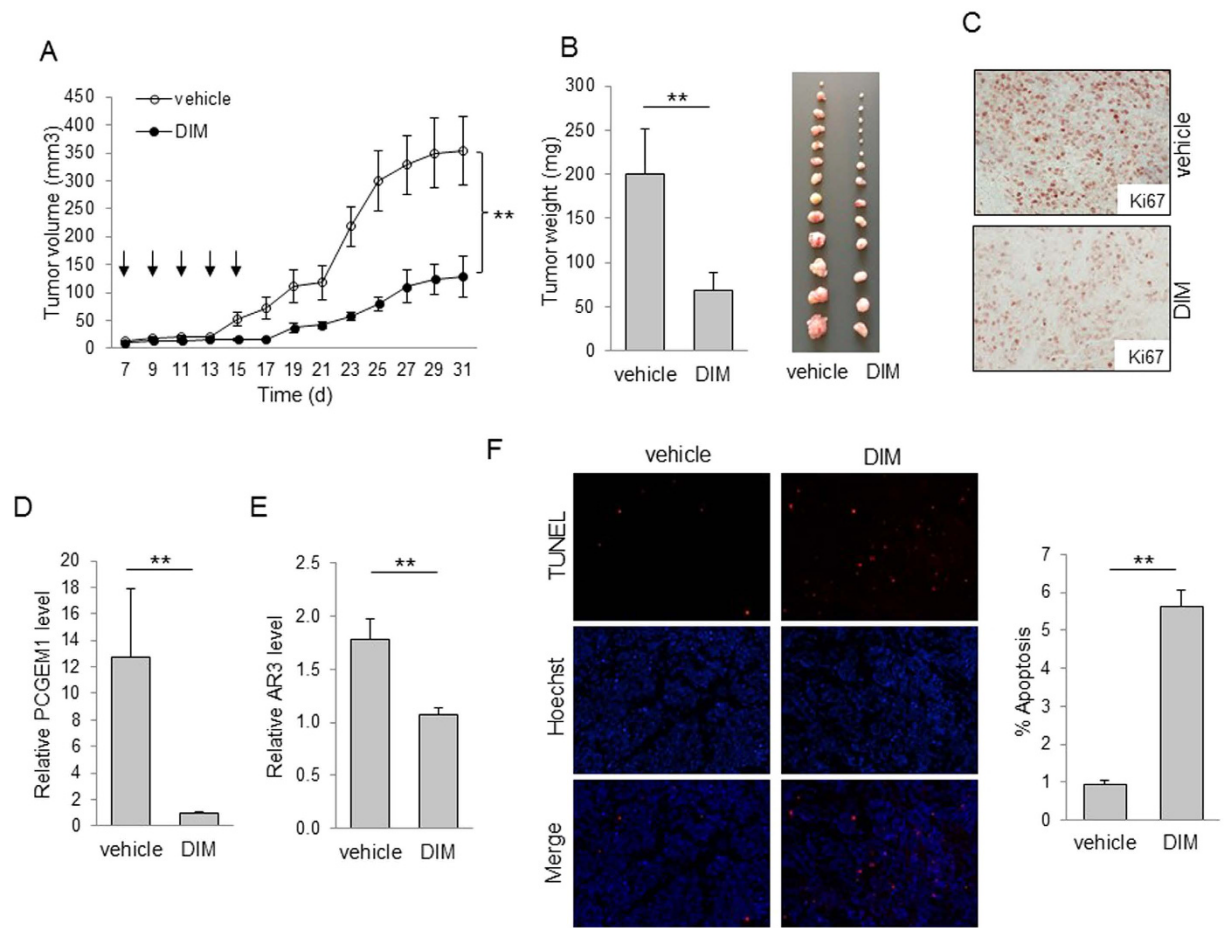 A
450
400
350
300
250
200
150
100
50
0
Tumor volume (mm3)
vehicle
DIM
**
7 9 11 13 15 17 19 21 23 25 27 29 31
Time (d)
B
300
250
200
150
100
50
0
Tumor weight (mg)
**
vehicle DIM
vehicle DIM
C
Ki67
vehicle
Ki67
DIM
D
20
18
16
14
12
10
8
6
4
2
0
Relative PCGEM1 level
**
vehicle DIM
E
2.5
2.0
1.5
1.0
0.5
0.0
Relative AR3 level
**
vehicle DIM
F
vehicle DIM
TUNEL
Hoechst
Merge
7
6
5
4
3
2
1
0
% Apoptosis
**
vehicle DIM